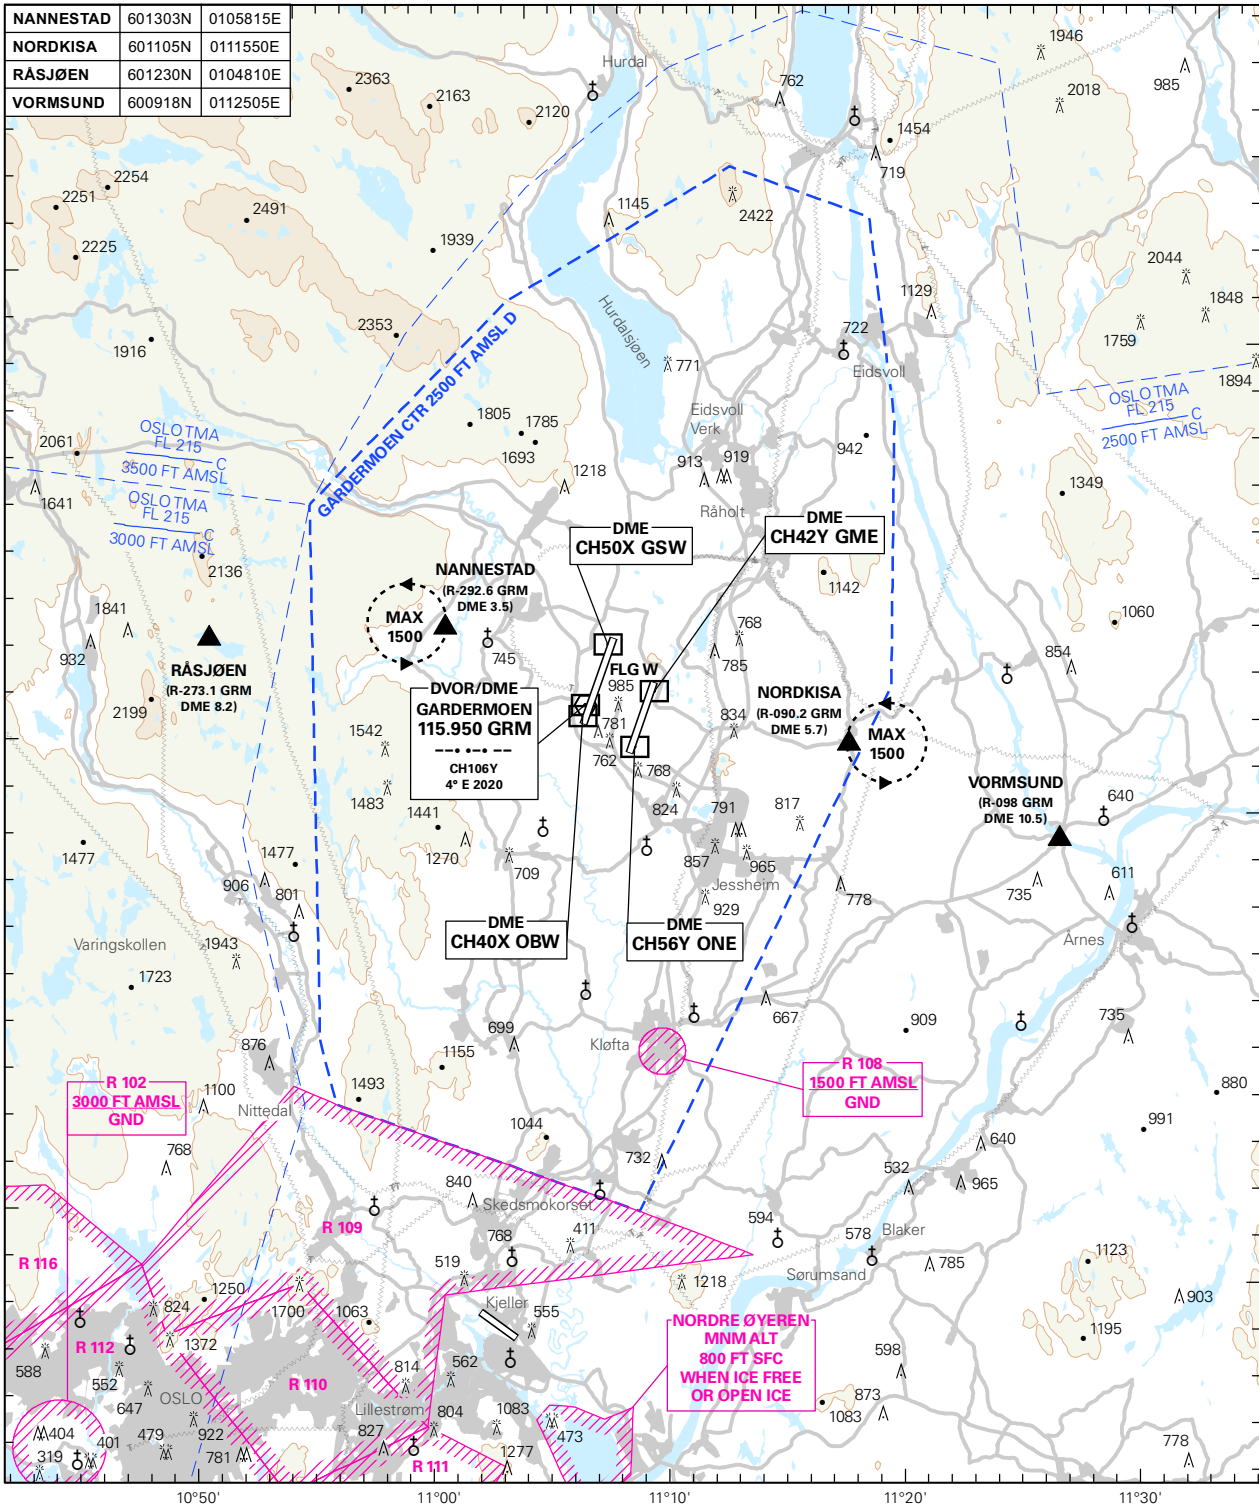 NANNESTAD 601303N 0105815E
NORDKISA 601105N 0111550E
RÅSJØEN 601230N 0104810E
VORMSUND 600918N 0112505E
Hurdal
1946
2363
2163
2120
762
2018
985
1454
719
2254
2251
2225
2491
1939
1145
2422
2044
1848
1759
1894
1129
GARDERMOEN CTR 2500 FT AMSL D
2353
1916
Hurdalsjøen
771
722
Eidsvoll
OSLO TMA
FL 215
C
2500 FT AMSL
1805
1785
1693
Eidsvoll
Verk
942
OSLO TMA
FL 215
C
3500 FT AMSL
OSLO TMA
FL 215
C
3000 FT AMSL
2061
1641
1218
913
919
Råholt
1349
DME
CH50X GSW
DME
CH42Y GME
2136
NANNESTAD
(R-292.6 GRM
DME 3.5)
MAX
1500
1142
1060
1841
932
RÅSJØEN
(R-273.1 GRM
DME 8.2)
745
768
785
854
FLG W
985
DVOR/DME
GARDERMOEN
115.950 GRM
CH106Y
4° E 2020
NORDKISA
(R-090.2 GRM
DME 5.7)
MAX
1500
2199
1542
1483
781
762
768
834
824
VORMSUND
(R-098 GRM
DME 10.5)
640
1441
1270
709
791
817
857
965
Jessheim
929
778
735
611
1477
1477
906
801
DME
CH40X OBW
DME
CH56Y ONE
Årnes
Varingskollen
1943
1723
667
909
735
699
Kløfta
876
1155
R 108
1500 FT AMSL
GND
R 102
3000 FT AMSL
GND
1100
1493
Nittedal
880
991
1044
732
640
768
840
532
965
Skedsmokorset
R 109
411
594
578
Blaker
768
785
R 116
519
1218
Sørumsand
1123
1250
1700
1063
Kjeller
555
903
824
1372
R 112
NORDRE ØYEREN
MNM ALT
800 FT SFC
WHEN ICE FREE
OR OPEN ICE
1195
588
552
R 110
814
562
598
647
OSLO
Lillestrøm
804
1083
873
1083
404
401
479
922
827
473
319
781
R 111
1277
778
10°50'
11°00'
11°10'
11°20'
11°30'